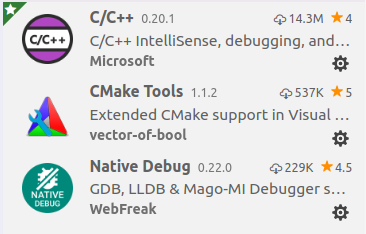 C/C++ 0.20.1 14.3M 4
C/C++
C/C++ IntelliSense, debugging, and...
Microsoft
CMake Tools 1.1.2 537K 5
Extended CMake support in Visual ...
vector-of-bool
Native Debug 0.22.0 229K 4.5
NATIVE
DEBUG
GDB, LLDB & Mago-MI Debugger s...
WebFreak